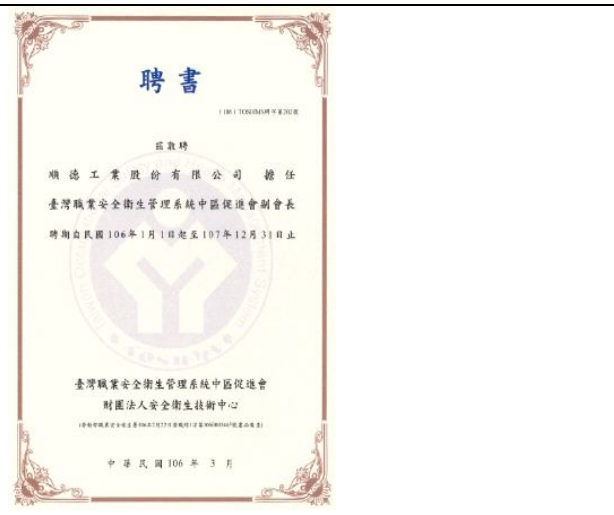 聘書
茲敦聘
順德工業股份有限公司 擔任
臺灣職業安全衛生管理系統中區促進會副會長
聘期自民國106年1月1日起至107年12月31日止
臺灣職業安全衛生管理系統中區促進會
財團法人安全衛生技術中心
中華民國106年 3 月